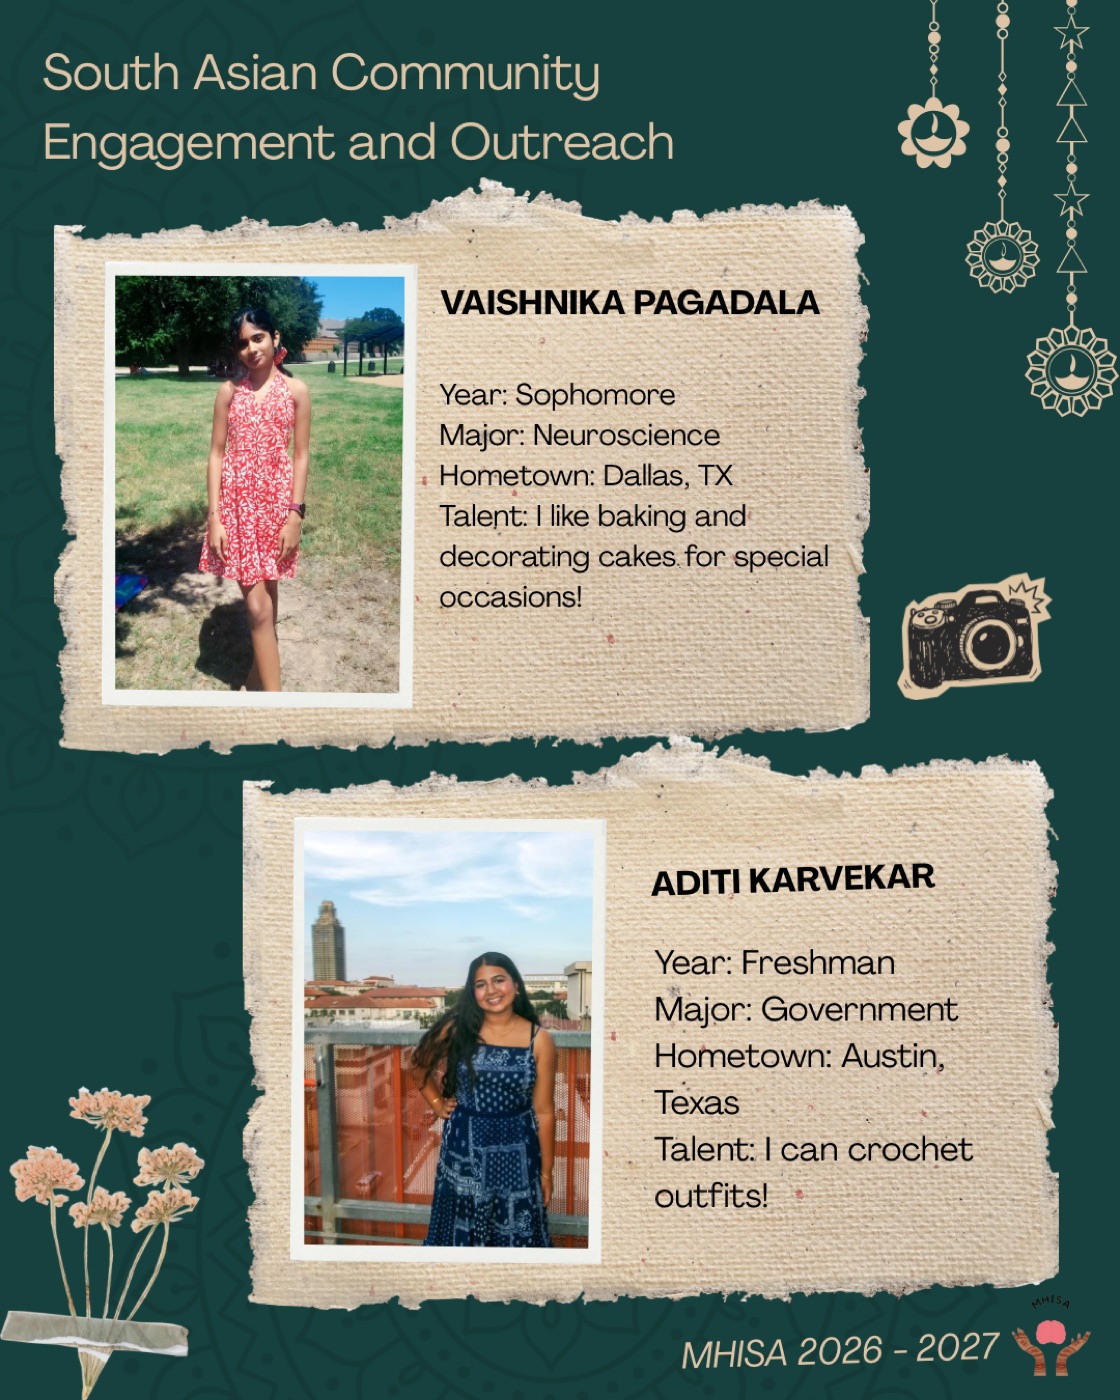 South Asian Community
Engagement and Outreach
VAISHNIKA PAGADALA
Year: Sophomore
Major: Neuroscience
Hometown: Dallas, TX
Talent: I like baking and
decorating cakes for special
occasions!
ADITI KARVEKAR
Year: Freshman
Major: Government
Hometown: Austin,
Texas
Talent: I can crochet
outfits!
MHISA
MHISA 2026 - 2027